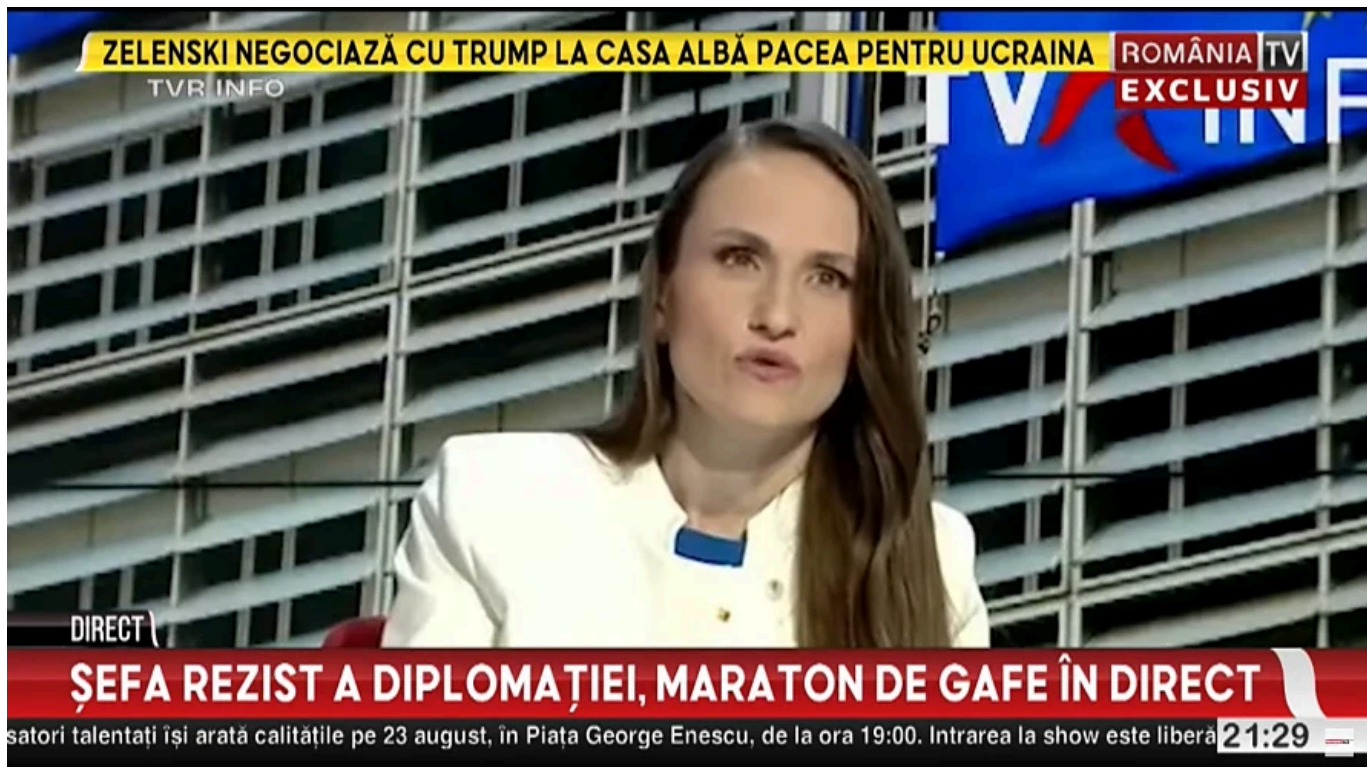 ZELENSKI NEGOCIAZĂ CU TRUMP LA CASA ALBĂ PACEA PENTRU UCRAINA
ROMÂNIA TV
EXCLUSIV
TVR INFO
TVR INF
DIRECT
ȘEFA REZIST A DIPLOMAȚIEI, MARATON DE GAFE ÎN DIRECT
satori talentați își arată calitățile pe 23 august, în Piața George Enescu, de la ora 19:00. Intrarea la show este liberă
21:29